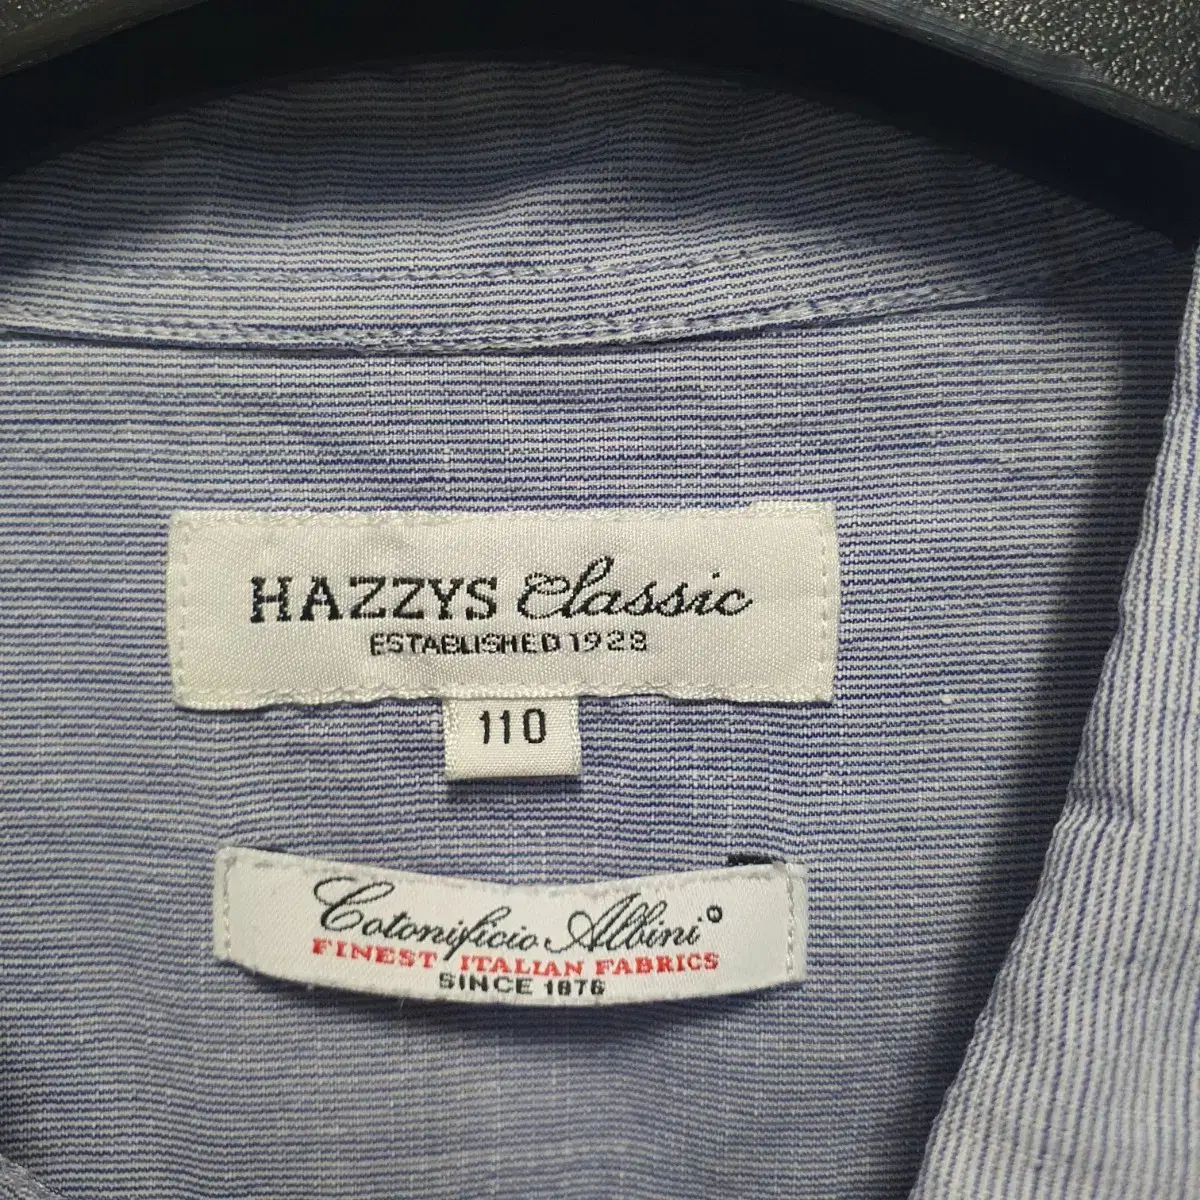 HAZZYS Classic
ESTABLISHED 1928
110
Cotonificio Albini®
FINEST ITALIAN FABRICS
SINCE 1876